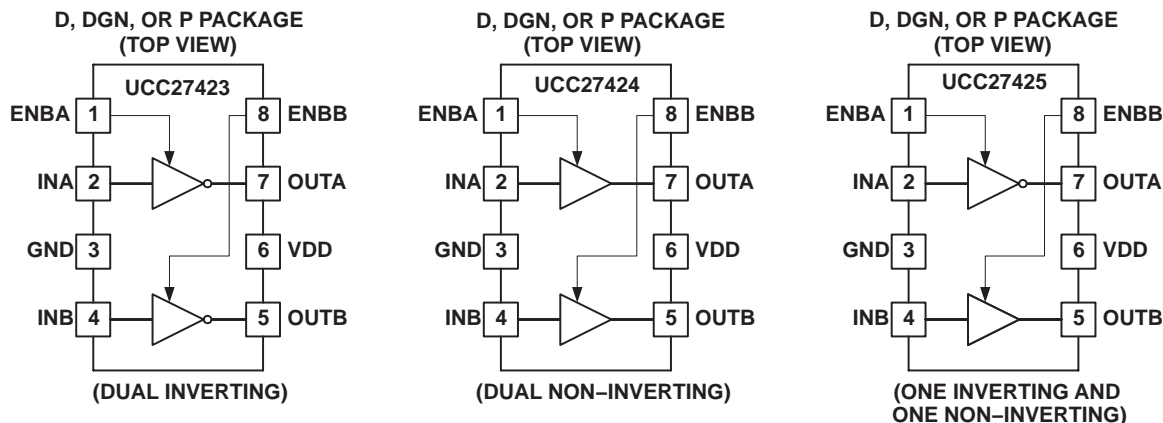 D, DGN, OR P PACKAGE
(TOP VIEW)
UCC27423
ENBA 1 8 ENBB
INA 2 7 OUTA
GND 3 6 VDD
INB 4 5 OUTB
(DUAL INVERTING)
D, DGN, OR P PACKAGE
(TOP VIEW)
UCC27424
ENBA 1 8 ENBB
INA 2 7 OUTA
GND 3 6 VDD
INB 4 5 OUTB
(DUAL NON–INVERTING)
D, DGN, OR P PACKAGE
(TOP VIEW)
UCC27425
ENBA 1 8 ENBB
INA 2 7 OUTA
GND 3 6 VDD
INB 4 5 OUTB
(ONE INVERTING AND
ONE NON–INVERTING)